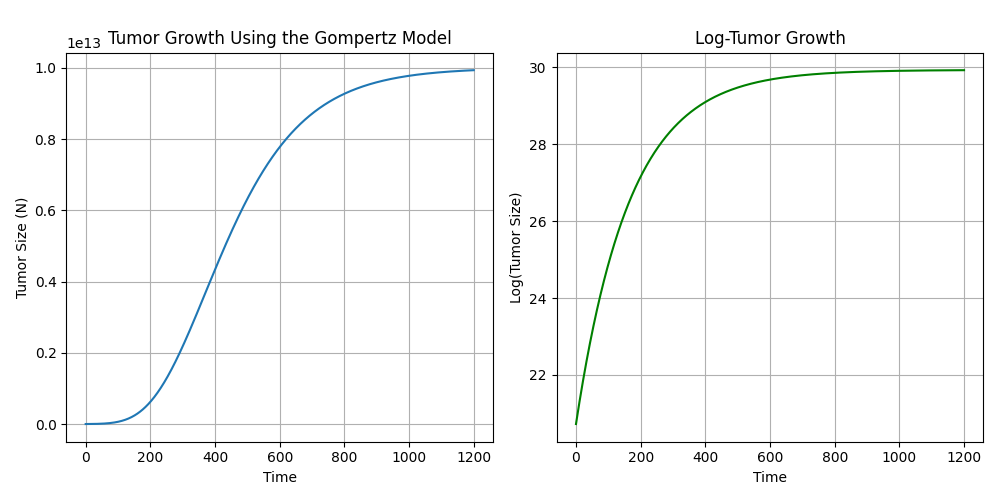 Tumor Growth Using the Gompertz Model
1e13
1.0
0.8
0.6
0.4
0.2
0.0
Tumor Size (N)
0 200 400 600 800 1000 1200
Time
Log-Tumor Growth
30
28
26
24
22
Log(Tumor Size)
0 200 400 600 800 1000 1200
Time